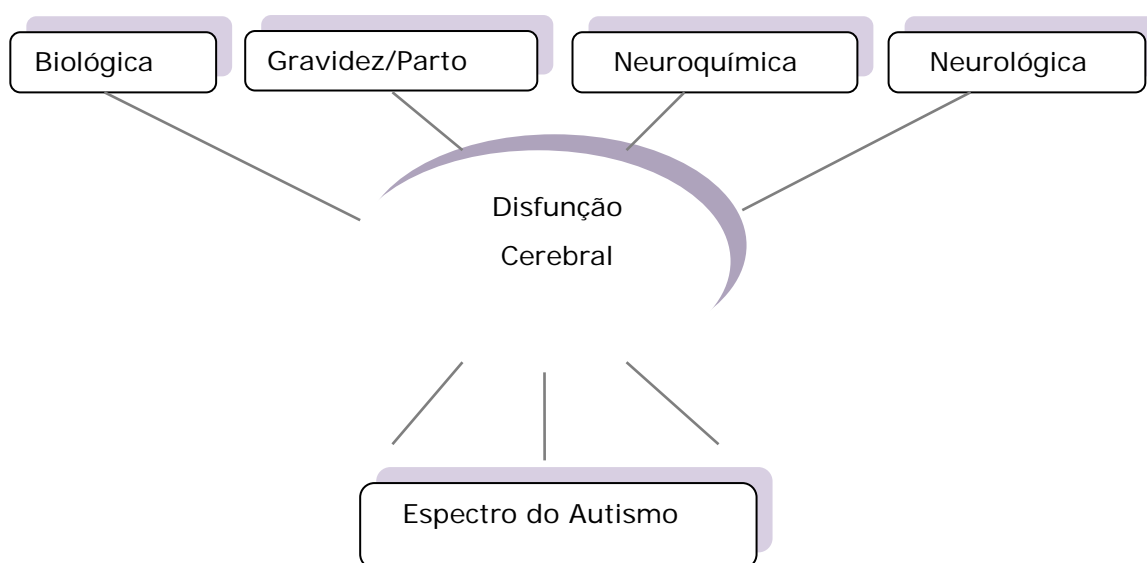 Biológica
Gravidez/Parto
Neuroquímica
Neurológica
Disfunção
Cerebral
Espectro do Autismo